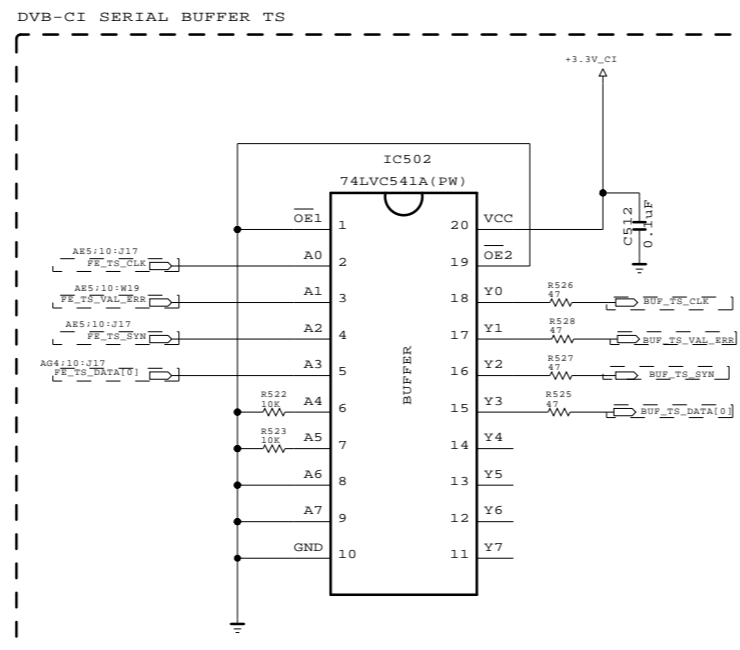 DVB-CI SERIAL BUFFER TS
+3.3V_CI
IC502
74LVC541A(PW)
C512
0.1uF
OE1 1
20 VCC
AE5;10:J17
FE_TS_CLK
A0 2
19 OE2
AE5;10:W19
FE_TS_VAL_ERR
A1 3
18 Y0
R526
47
BUF_TS_CLK
AE5;10:J17
FE_TS_SYN
A2 4
17 Y1
R528
47
BUF_TS_VAL_ERR
AG4;10:J17
FE_TS_DATA[0]
A3 5
16 Y2
R527
47
BUF_TS_SYN
BUFFER
R522
10K
A4 6
15 Y3
R525
47
BUF_TS_DATA[0]
R523
10K
A5 7
14 Y4
A6 8
13 Y5
A7 9
12 Y6
GND 10
11 Y7